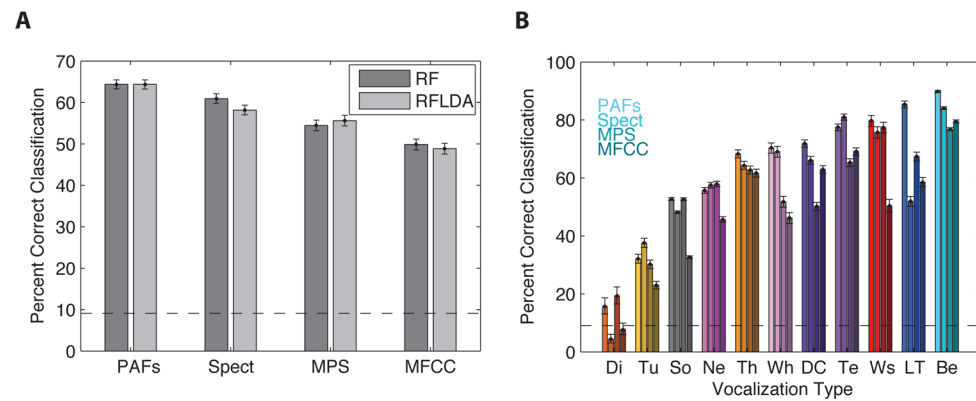 A
Percent Correct Classification
70
60
50
40
30
20
10
0
RF
RFLDA
PAFs Spect MPS MFCC
B
Percent Correct Classification
100
80
60
40
20
0
PAFs
Spect
MPS
MFCC
Di Tu So Ne Th Wh DC Te Ws LT Be
Vocalization Type